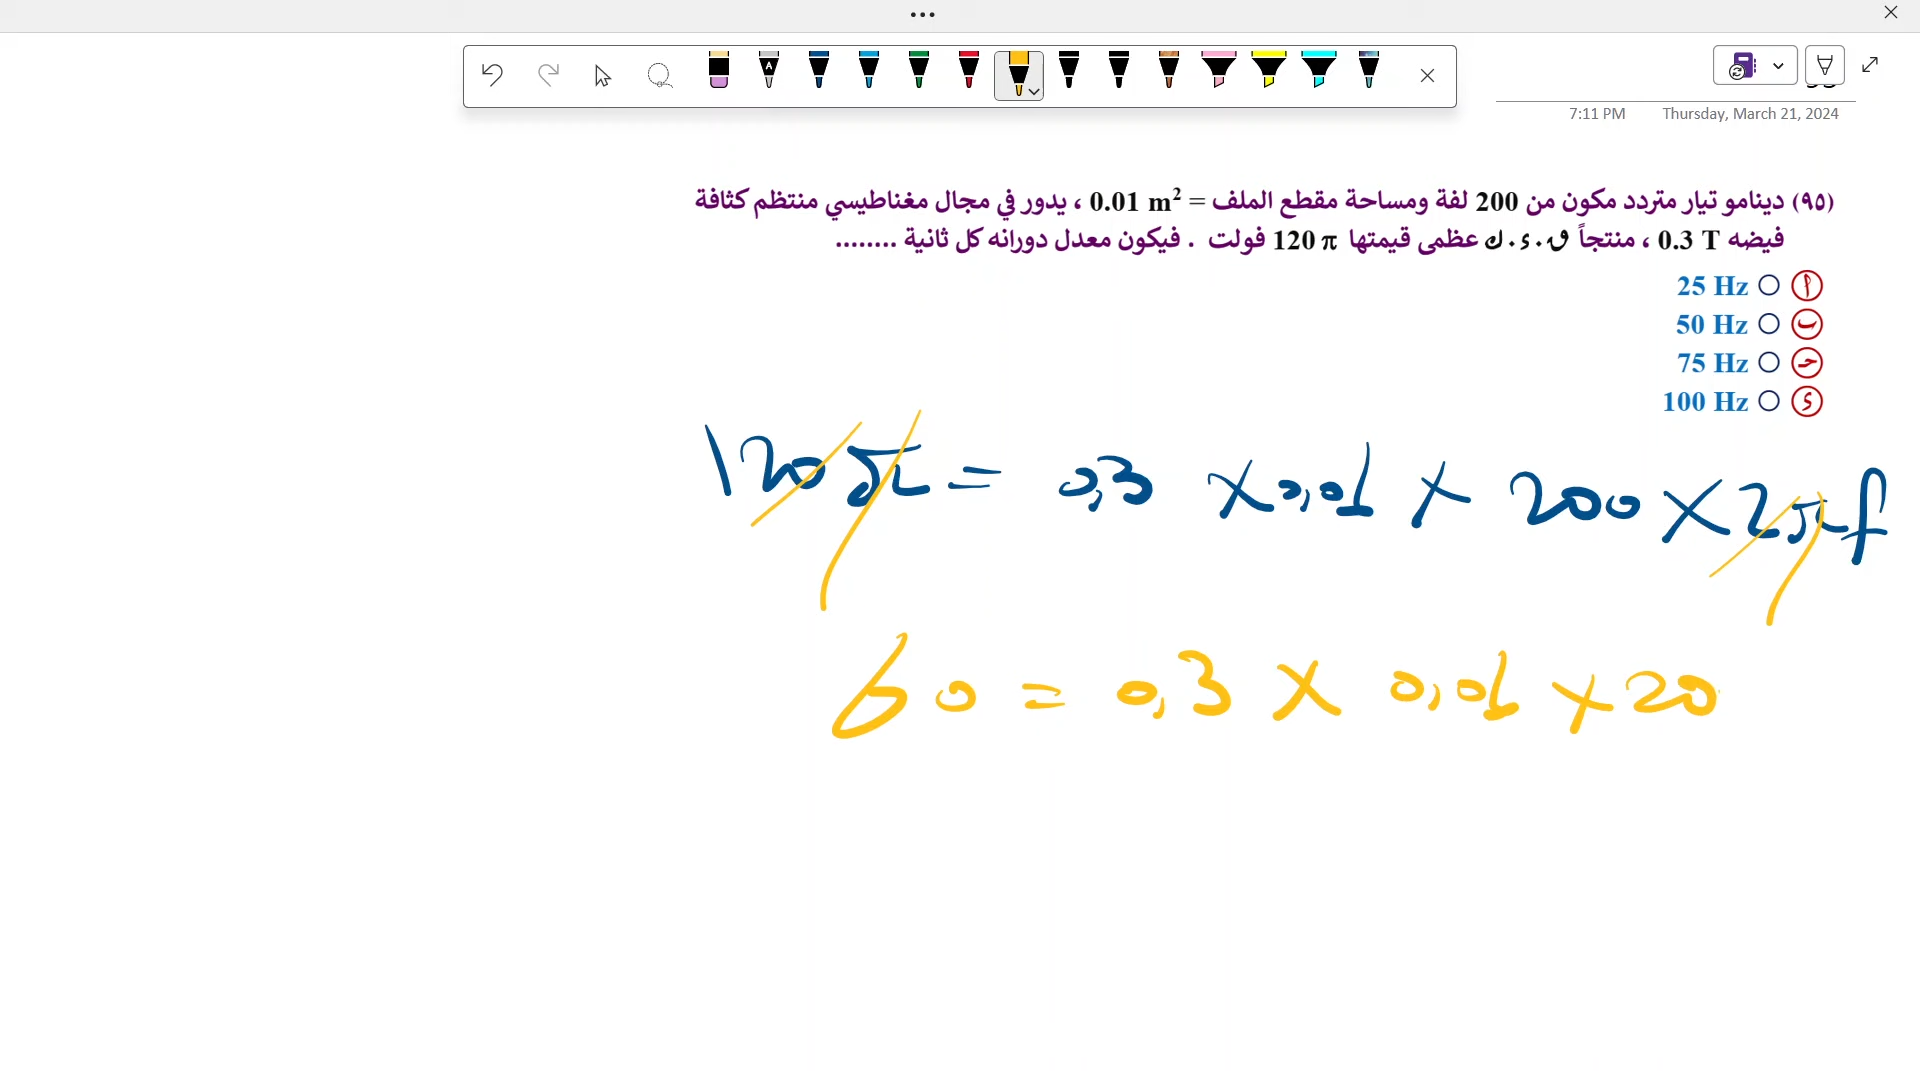 7:11 PM Thursday, March 21, 2024
(٩٥) دينامو تيار متردد مكون من 200 لفة ومساحة مقطع الملف = 0.01 m² ، يدور في مجال مغناطيسي منتظم كثافة
فيضه 0.3 T ، منتجاً ق.د.ك عظمى قيمتها 120 π فولت . فيكون معدل دورانه كل ثانية ........
أ 25 Hz
ب 50 Hz
حـ 75 Hz
د 100 Hz
120 π = 0,3 × 0,01 × 200 × 2πf
60 = 0,3 × 0,01 × 20